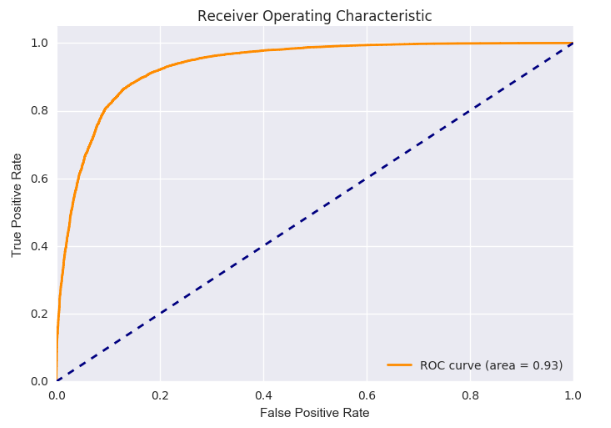 Receiver Operating Characteristic
1.0
0.8
0.6
0.4
0.2
0.0
True Positive Rate
ROC curve (area = 0.93)
0.0 0.2 0.4 0.6 0.8 1.0
False Positive Rate